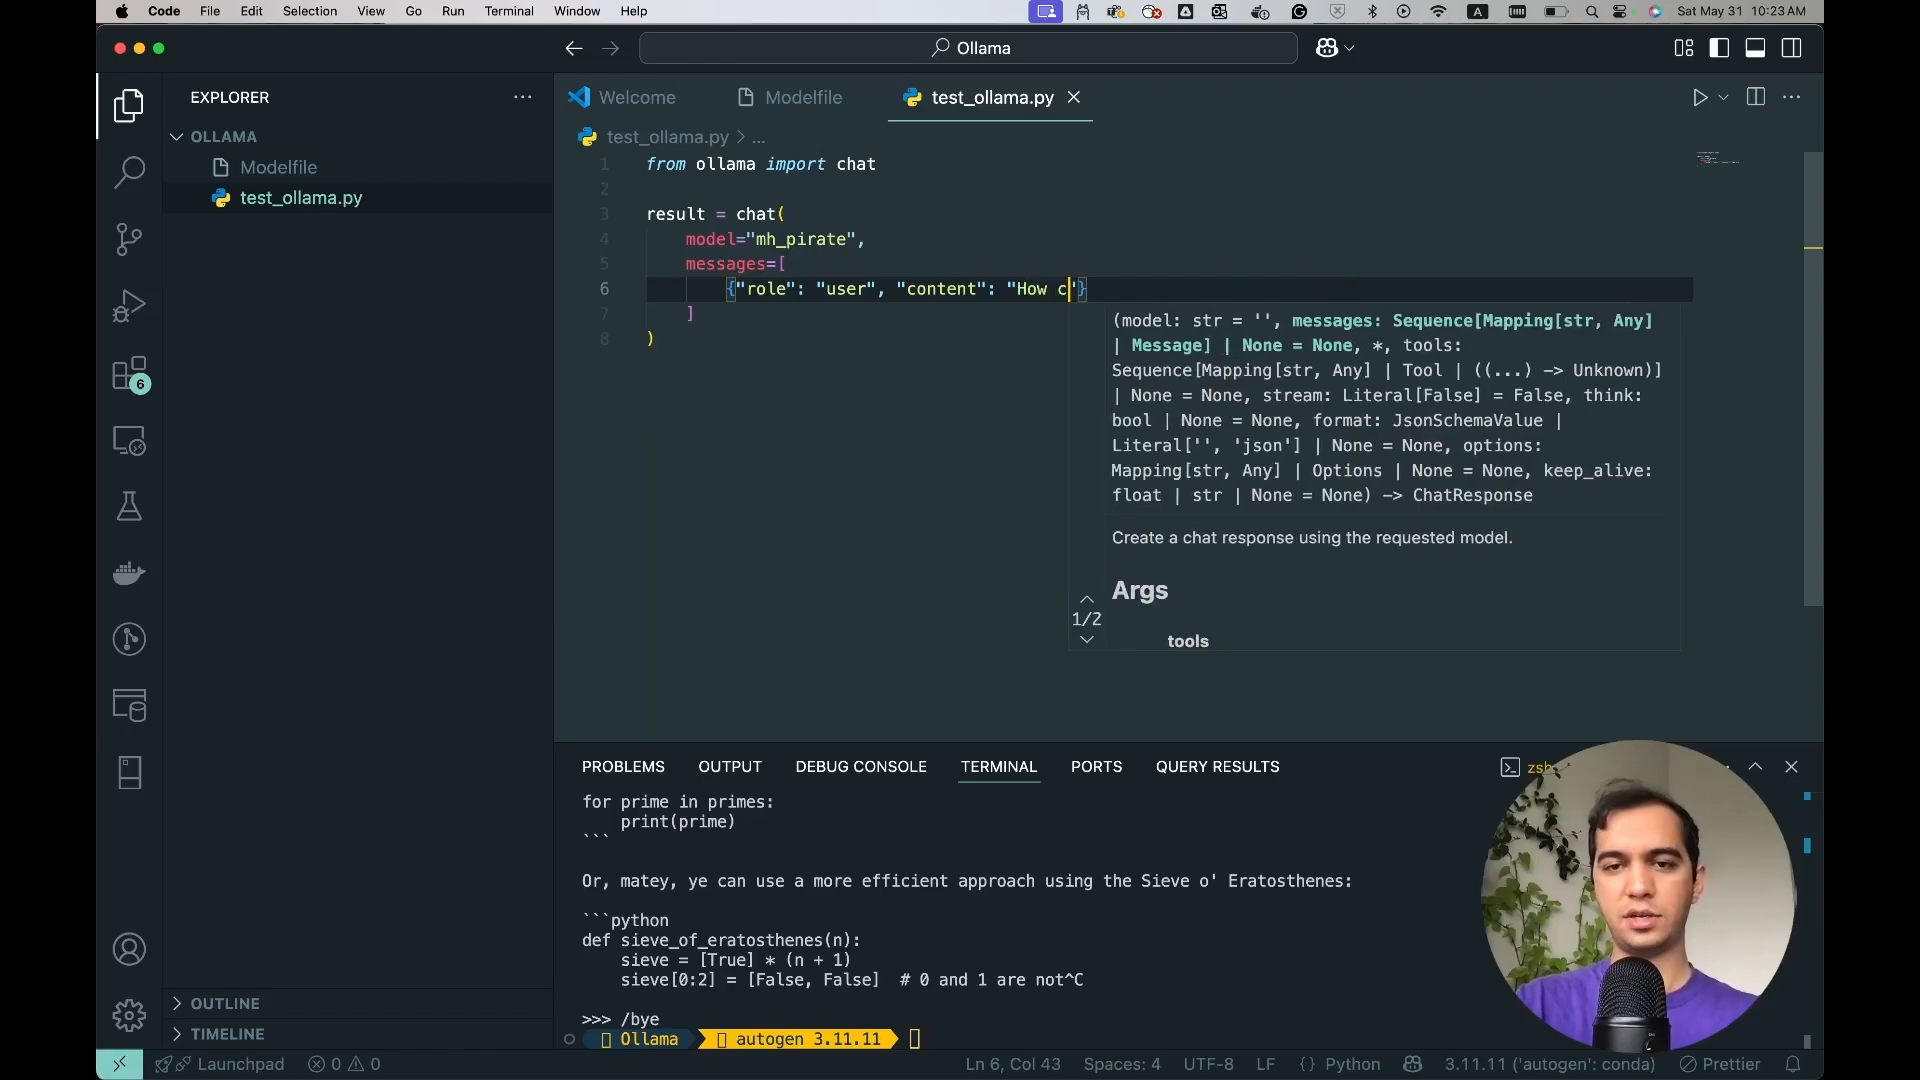 Code File Edit Selection View Go Run Terminal Window Help A Sat May 31 10:23 AM
Ollama
EXPLORER
OLLAMA
Modelfile
test_ollama.py
6
OUTLINE
TIMELINE
Welcome Modelfile test_ollama.py
test_ollama.py > ...
1 from ollama import chat
2
3 result = chat(
4 model="mh_pirate",
5 messages=[
6 {"role": "user", "content": "How c"}
7 ]
8 )
(model: str = '', messages: Sequence[Mapping[str, Any]
| Message] | None = None, *, tools:
Sequence[Mapping[str, Any] | Tool | ((...) -> Unknown)]
| None = None, stream: Literal[False] = False, think:
bool | None = None, format: JsonSchemaValue |
Literal['', 'json'] | None = None, options:
Mapping[str, Any] | Options | None = None, keep_alive:
float | str | None = None) -> ChatResponse
Create a chat response using the requested model.
Args
1/2
tools
PROBLEMS OUTPUT DEBUG CONSOLE TERMINAL PORTS QUERY RESULTS
zsh
for prime in primes:
print(prime)
```
Or, matey, ye can use a more efficient approach using the Sieve o' Eratosthenes:
```python
def sieve_of_eratosthenes(n):
sieve = [True] * (n + 1)
sieve[0:2] = [False, False] # 0 and 1 are not^C
>>> /bye
Ollama autogen 3.11.11
Launchpad 0 0 Ln 6, Col 43 Spaces: 4 UTF-8 LF {} Python 3.11.11 ('autogen': conda) Prettier